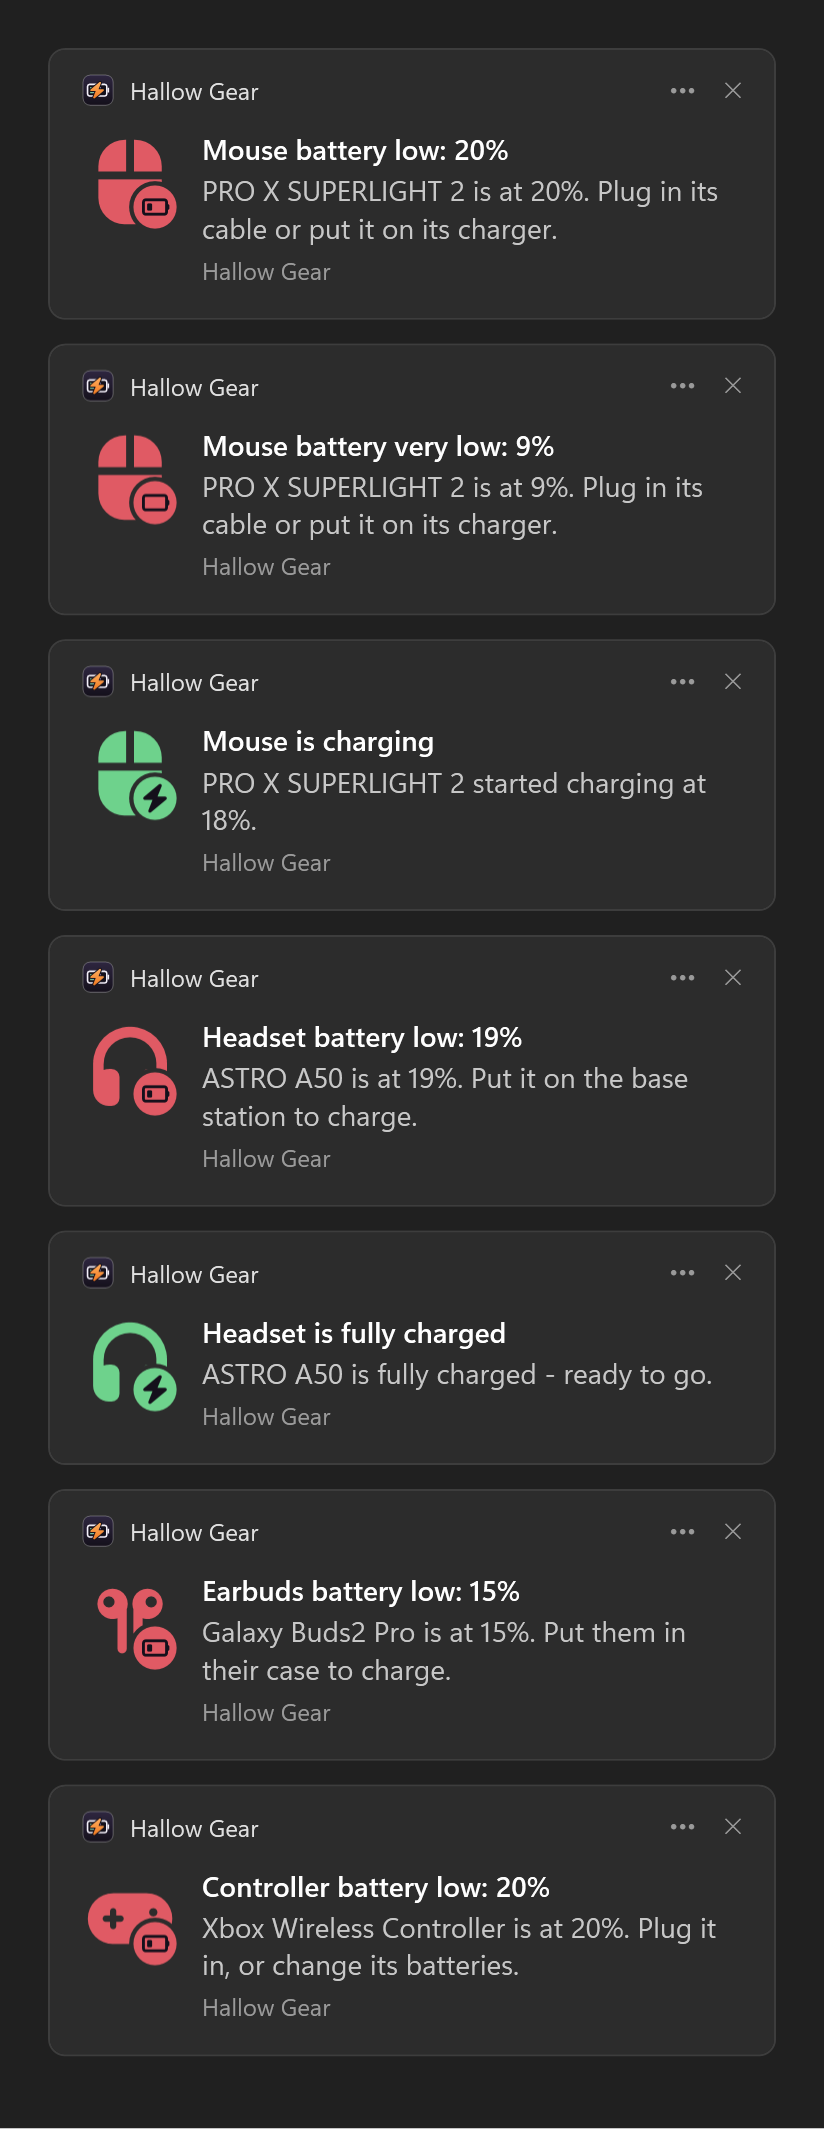 Hallow Gear
Mouse battery low: 20%
PRO X SUPERLIGHT 2 is at 20%. Plug in its
cable or put it on its charger.
Hallow Gear
Hallow Gear
Mouse battery very low: 9%
PRO X SUPERLIGHT 2 is at 9%. Plug in its
cable or put it on its charger.
Hallow Gear
Hallow Gear
Mouse is charging
PRO X SUPERLIGHT 2 started charging at
18%.
Hallow Gear
Hallow Gear
Headset battery low: 19%
ASTRO A50 is at 19%. Put it on the base
station to charge.
Hallow Gear
Hallow Gear
Headset is fully charged
ASTRO A50 is fully charged - ready to go.
Hallow Gear
Hallow Gear
Earbuds battery low: 15%
Galaxy Buds2 Pro is at 15%. Put them in
their case to charge.
Hallow Gear
Hallow Gear
Controller battery low: 20%
Xbox Wireless Controller is at 20%. Plug it
in, or change its batteries.
Hallow Gear